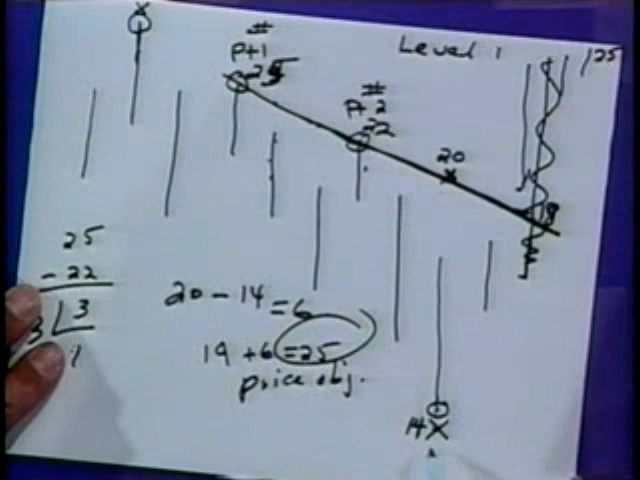 X
#
Pt1
25
Level 1
125
#
Pt2
22
20
X
25
- 22
3
3
1
20 - 14 = 6
19 + 6 = 25
price obj.
14 X